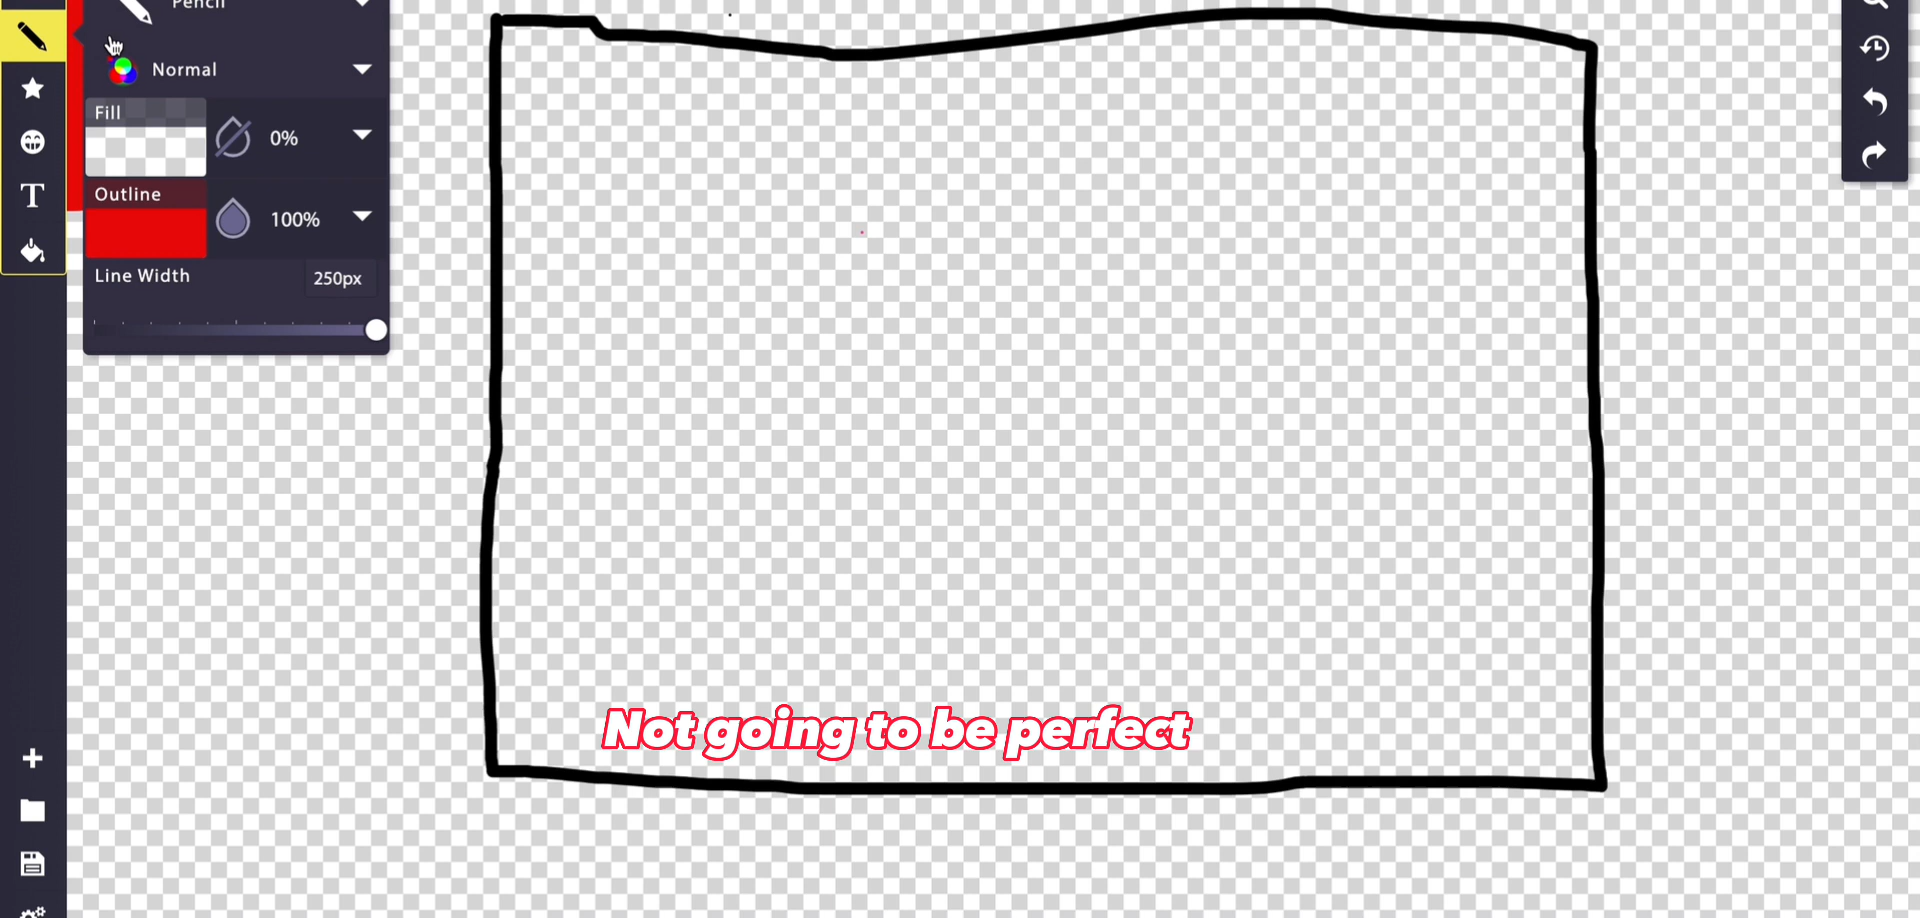 Pencil
Normal
Fill
0%
Outline
100%
Line Width
250px
Not going to be perfect